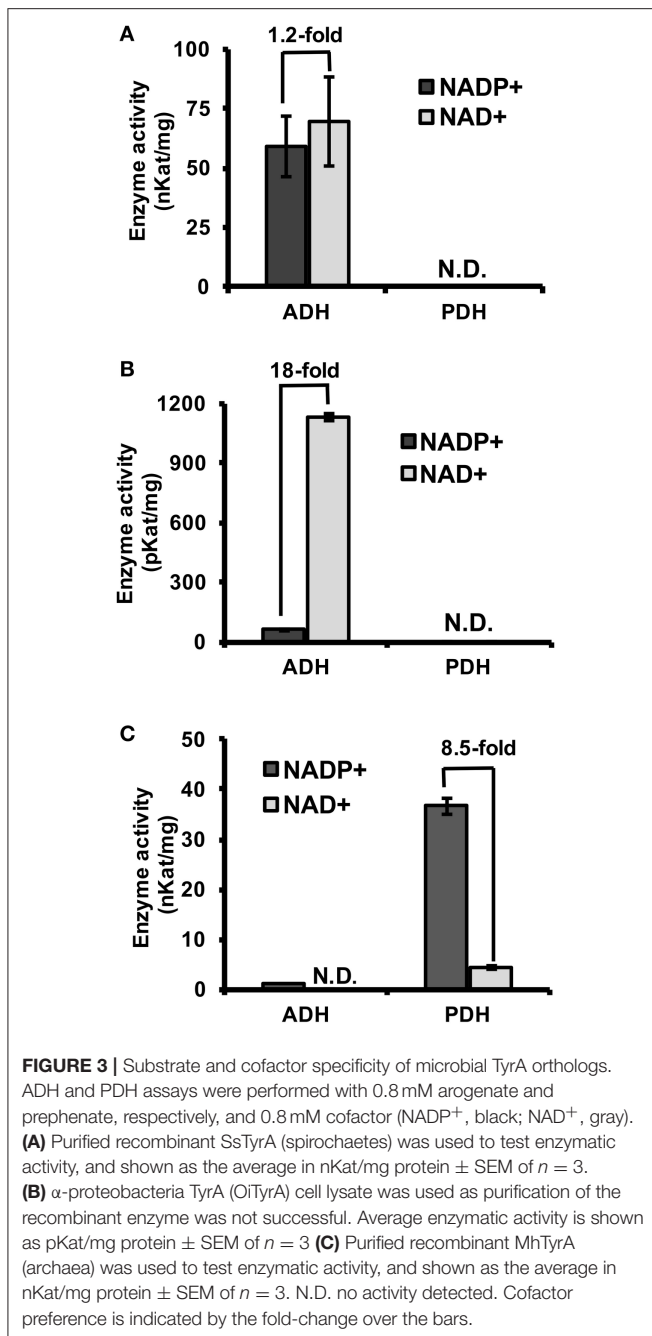 A
1.2-fold
Enzyme activity
(nKat/mg)
100
75
50
25
0
NADP+
NAD+
N.D.
ADH
PDH
B
18-fold
Enzyme activity
(pKat/mg)
1200
900
600
300
0
NADP+
NAD+
N.D.
ADH
PDH
C
8.5-fold
Enzyme activity
(nKat/mg)
50
40
30
20
10
0
NADP+
NAD+
N.D.
ADH
PDH
FIGURE 3 | Substrate and cofactor specificity of microbial TyrA orthologs.
ADH and PDH assays were performed with 0.8 mM arogenate and
prephenate, respectively, and 0.8 mM cofactor (NADP⁺, black; NAD⁺, gray).
(A) Purified recombinant SsTyrA (spirochaetes) was used to test enzymatic
activity, and shown as the average in nKat/mg protein ± SEM of n = 3.
(B) α-proteobacteria TyrA (OiTyrA) cell lysate was used as purification of the
recombinant enzyme was not successful. Average enzymatic activity is shown
as pKat/mg protein ± SEM of n = 3 (C) Purified recombinant MhTyrA
(archaea) was used to test enzymatic activity, and shown as the average in
nKat/mg protein ± SEM of n = 3. N.D. no activity detected. Cofactor
preference is indicated by the fold-change over the bars.